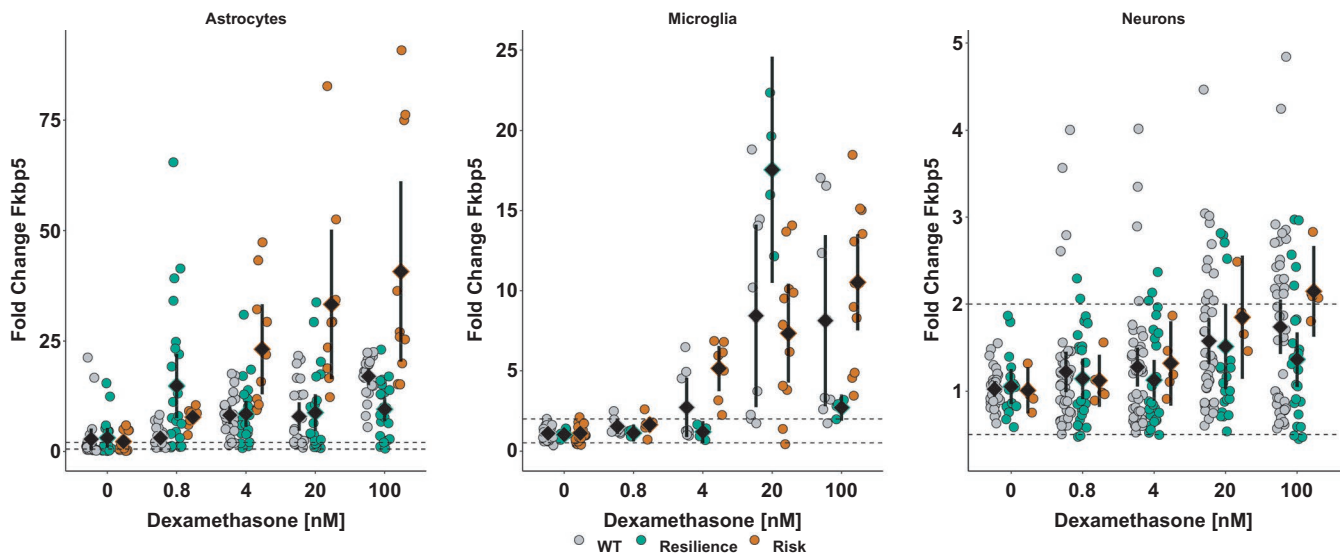 Astrocytes
Fold Change Fkbp5
75
50
25
0
0 0.8 4 20 100
Dexamethasone [nM]
Microglia
Fold Change Fkbp5
25
20
15
10
5
0
0 0.8 4 20 100
Dexamethasone [nM]
Neurons
Fold Change Fkbp5
5
4
3
2
1
0 0.8 4 20 100
Dexamethasone [nM]
WT Resilience Risk